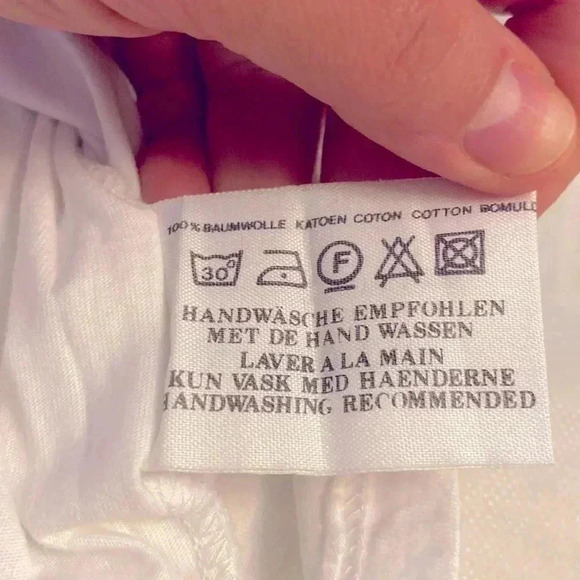 100 % BAUMWOLLE KATOEN COTON COTTON BOMULD
30° F
HANDWÄSCHE EMPFOHLEN
MET DE HAND WASSEN
LAVER A LA MAIN
KUN VASK MED HAENDERNE
HANDWASHING RECOMMENDED